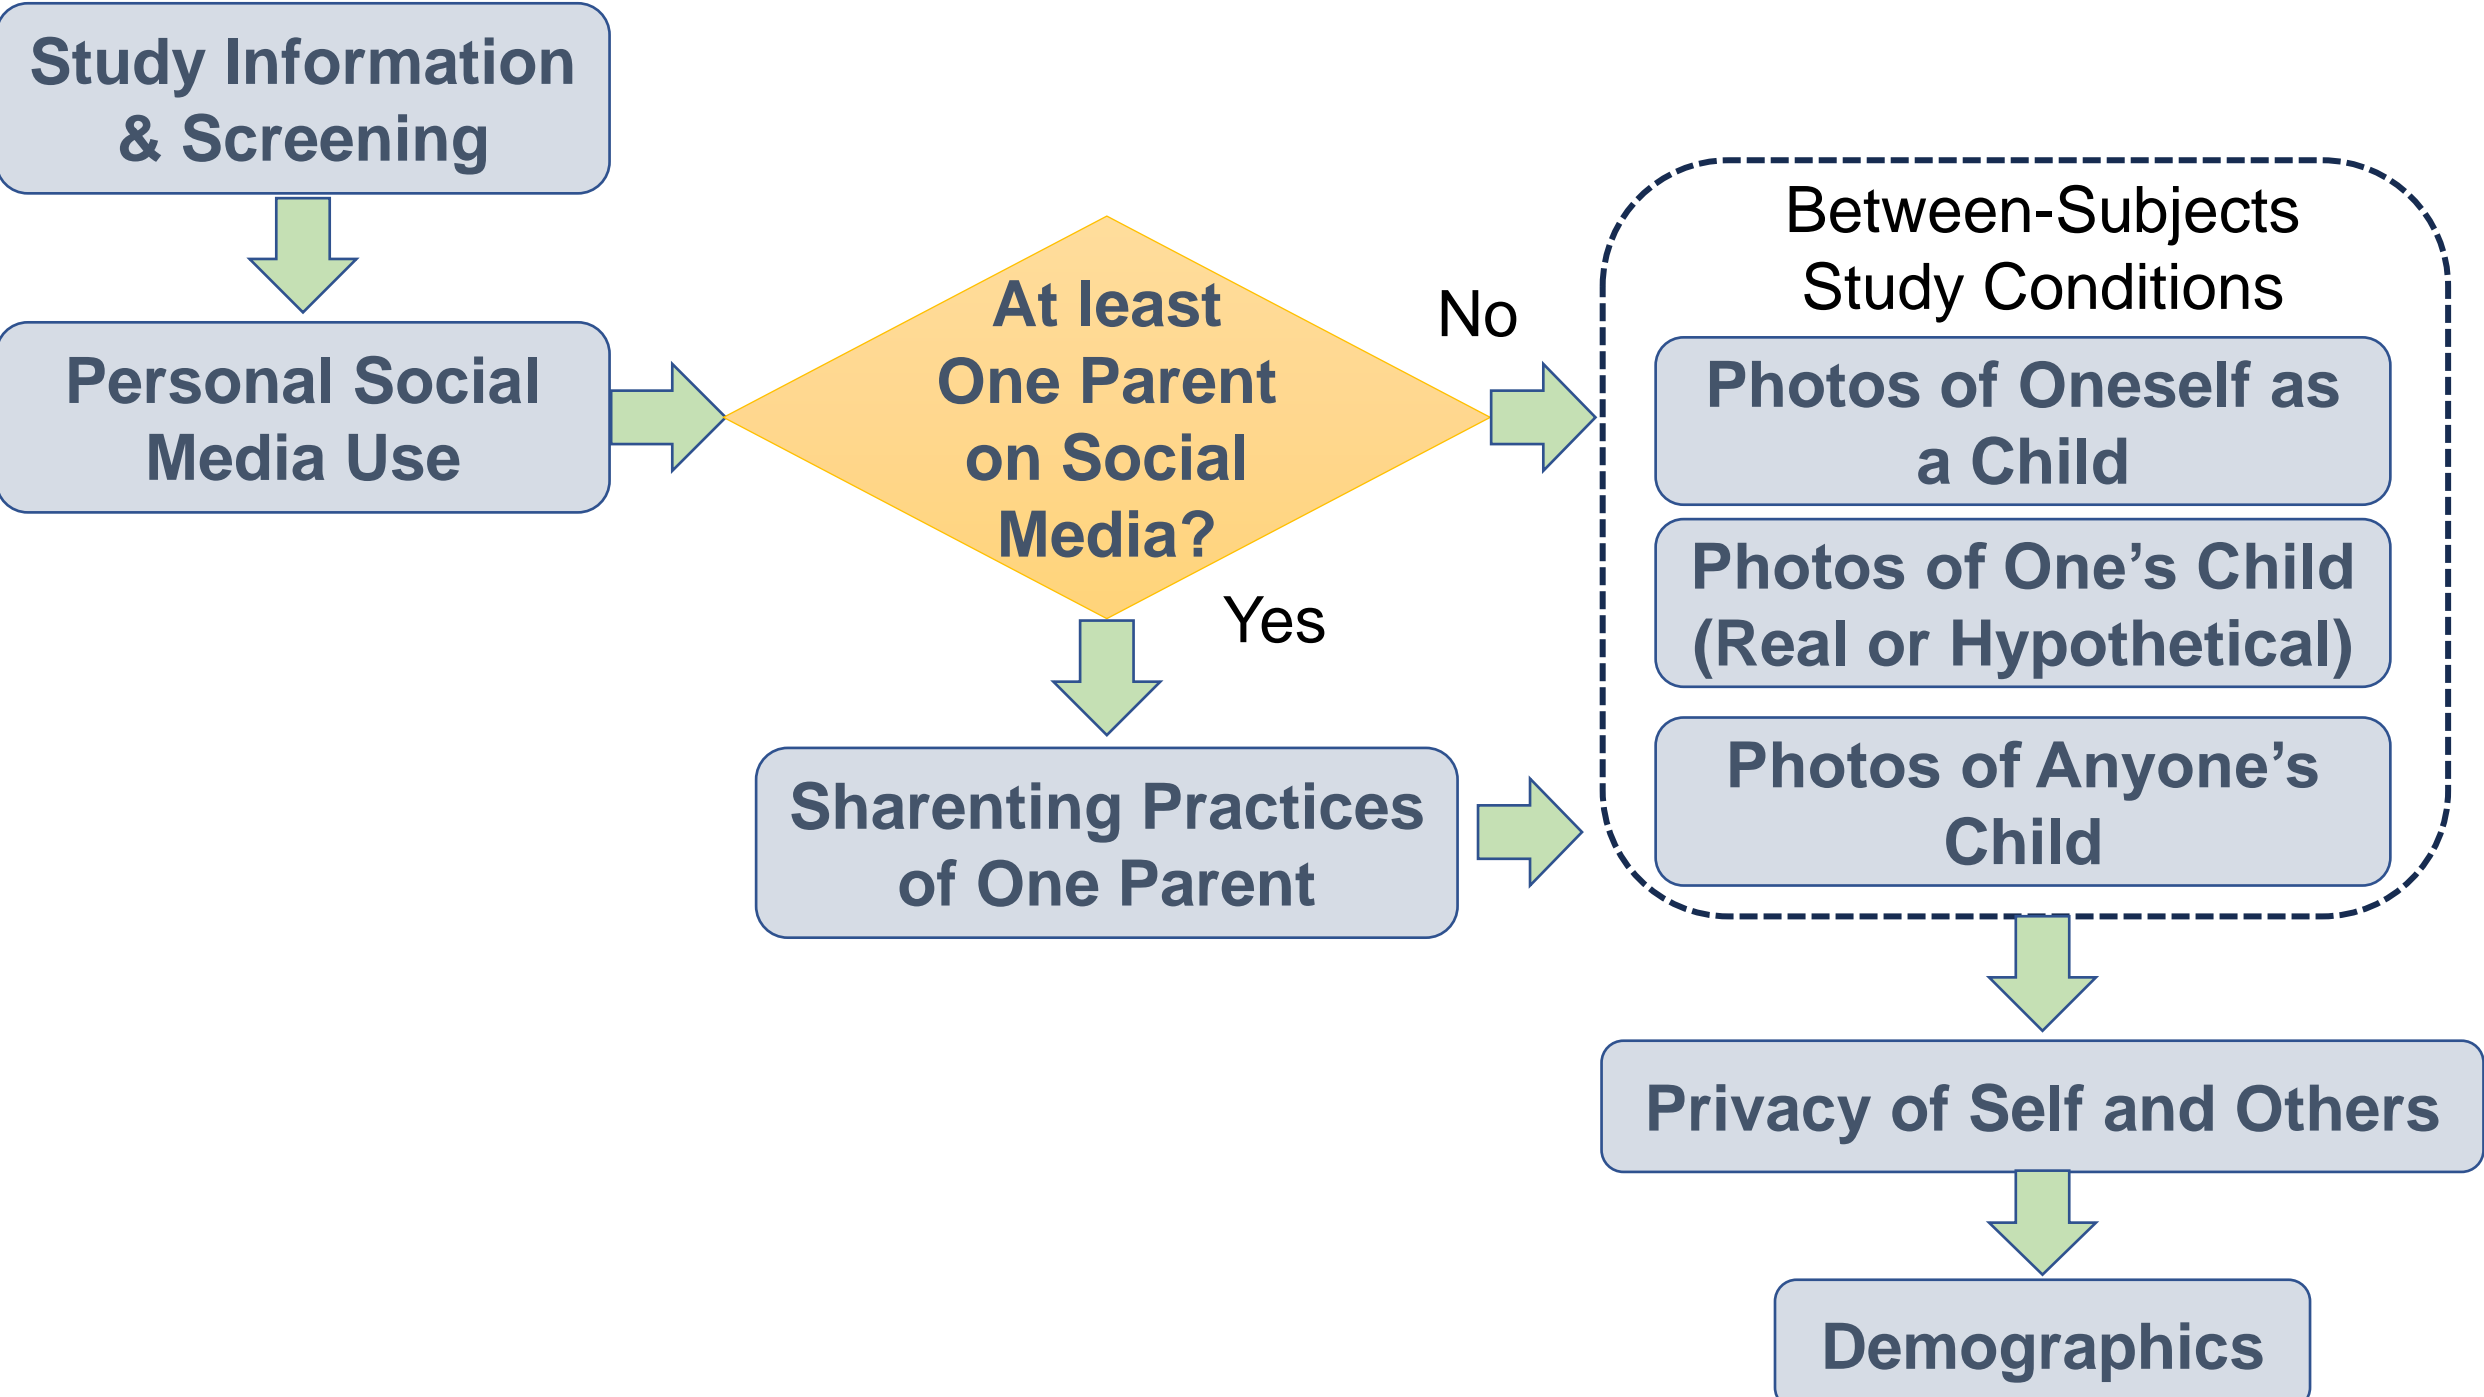 Study Information
& Screening
Personal Social
Media Use
At least
One Parent
on Social
Media?
No
Yes
Sharenting Practices
of One Parent
Between-Subjects
Study Conditions
Photos of Oneself as
a Child
Photos of One’s Child
(Real or Hypothetical)
Photos of Anyone’s
Child
Privacy of Self and Others
Demographics